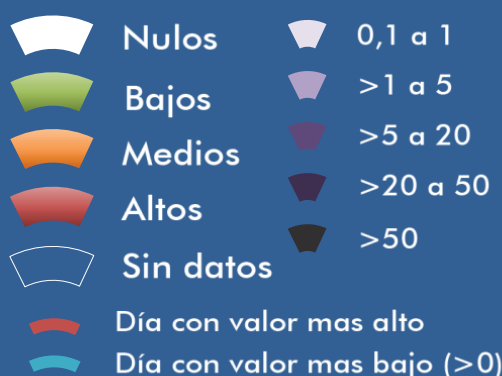 Nulos
Bajos
Medios
Altos
Sin datos
0,1 a 1
>1 a 5
>5 a 20
>20 a 50
>50
Día con valor mas alto
Día con valor mas bajo (>0)